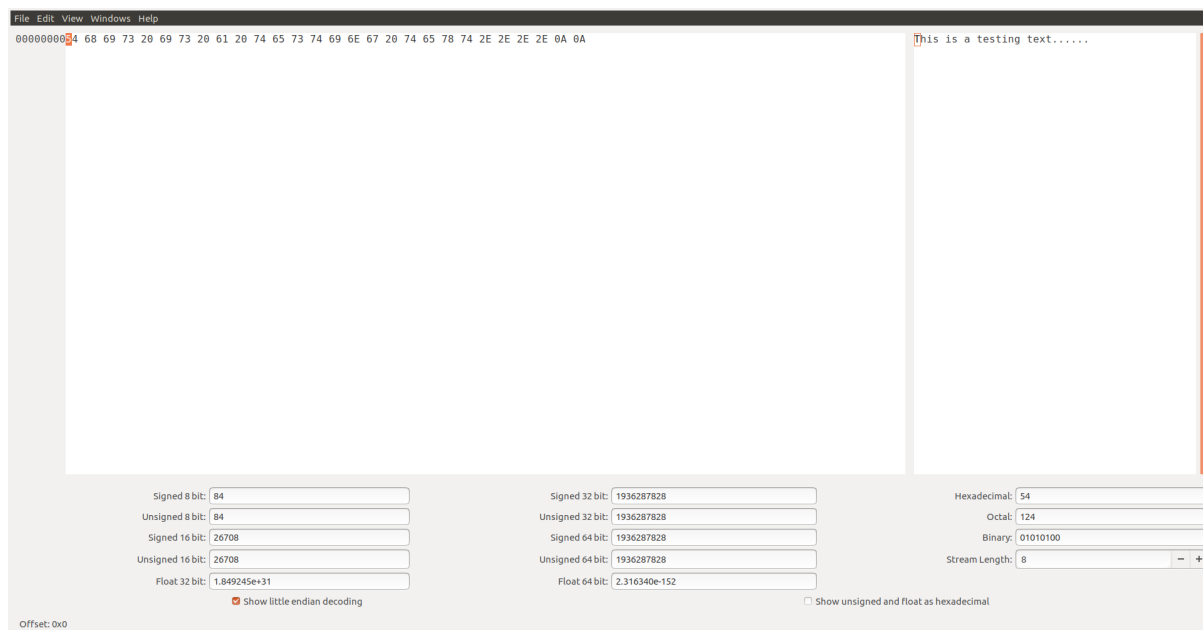 File Edit View Windows Help
00000000 54 68 69 73 20 69 73 20 61 20 74 65 73 74 69 6E 67 20 74 65 78 74 2E 2E 2E 2E 0A 0A This is a testing text......
Signed 8 bit: 84 Signed 32 bit: 1936287828 Hexadecimal: 54
Unsigned 8 bit: 84 Unsigned 32 bit: 1936287828 Octal: 124
Signed 16 bit: 26708 Signed 64 bit: 1936287828 Binary: 01010100
Unsigned 16 bit: 26708 Unsigned 64 bit: 1936287828 Stream Length: 8 − +
Float 32 bit: 1.849245e+31 Float 64 bit: 2.316340e-152
Show little endian decoding Show unsigned and float as hexadecimal
Offset: 0x0